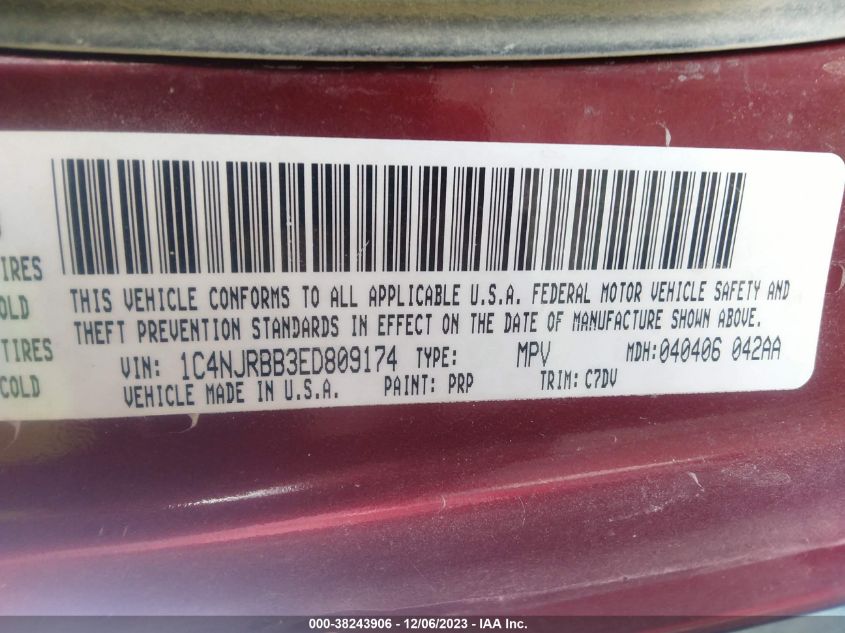 IRES
OLD
TIRES
COLD
THIS VEHICLE CONFORMS TO ALL APPLICABLE U.S.A. FEDERAL MOTOR VEHICLE SAFETY AND
THEFT PREVENTION STANDARDS IN EFFECT ON THE DATE OF MANUFACTURE SHOWN ABOVE.
VIN: 1C4NJRBB3ED809174 TYPE: MPV MDH: 040406 042AA
VEHICLE MADE IN U.S.A. PAINT: PRP TRIM: C7DV
000-38243906 - 12/06/2023 - IAA Inc.